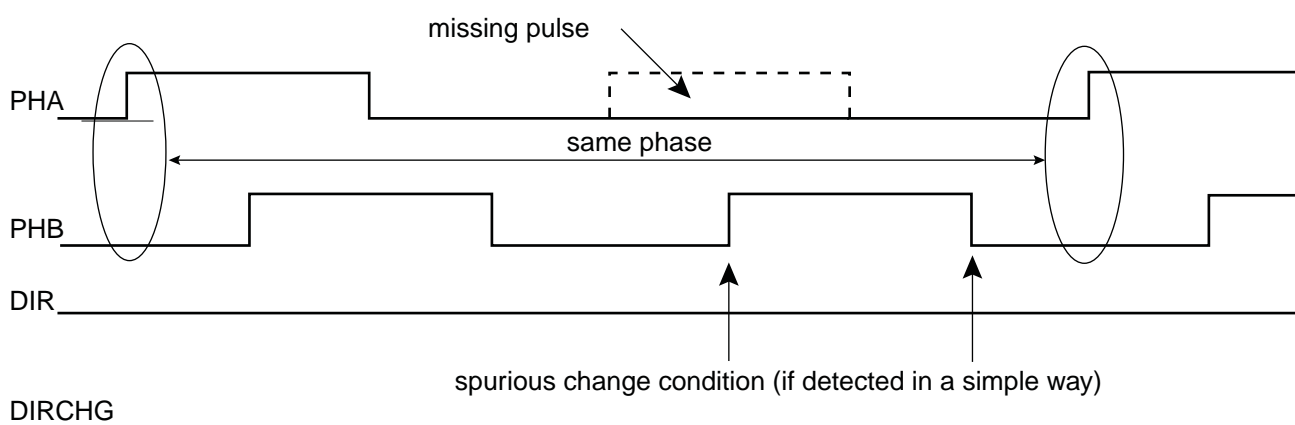 missing pulse
PHA
same phase
PHB
DIR
spurious change condition (if detected in a simple way)
DIRCHG